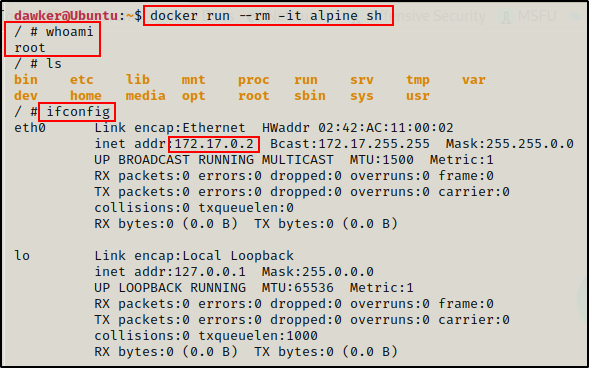 dawker@Ubuntu:~$ docker run --rm -it alpine sh ensive Security MSFU
/ # whoami
root
/ # ls
bin etc lib mnt proc run srv tmp var
dev home media opt root sbin sys usr
/ # ifconfig
eth0 Link encap:Ethernet HWaddr 02:42:AC:11:00:02
inet addr:172.17.0.2 Bcast:172.17.255.255 Mask:255.255.0.0
UP BROADCAST RUNNING MULTICAST MTU:1500 Metric:1
RX packets:0 errors:0 dropped:0 overruns:0 frame:0
TX packets:0 errors:0 dropped:0 overruns:0 carrier:0
collisions:0 txqueuelen:0
RX bytes:0 (0.0 B) TX bytes:0 (0.0 B)
lo Link encap:Local Loopback
inet addr:127.0.0.1 Mask:255.0.0.0
UP LOOPBACK RUNNING MTU:65536 Metric:1
RX packets:0 errors:0 dropped:0 overruns:0 frame:0
TX packets:0 errors:0 dropped:0 overruns:0 carrier:0
collisions:0 txqueuelen:1000
RX bytes:0 (0.0 B) TX bytes:0 (0.0 B)